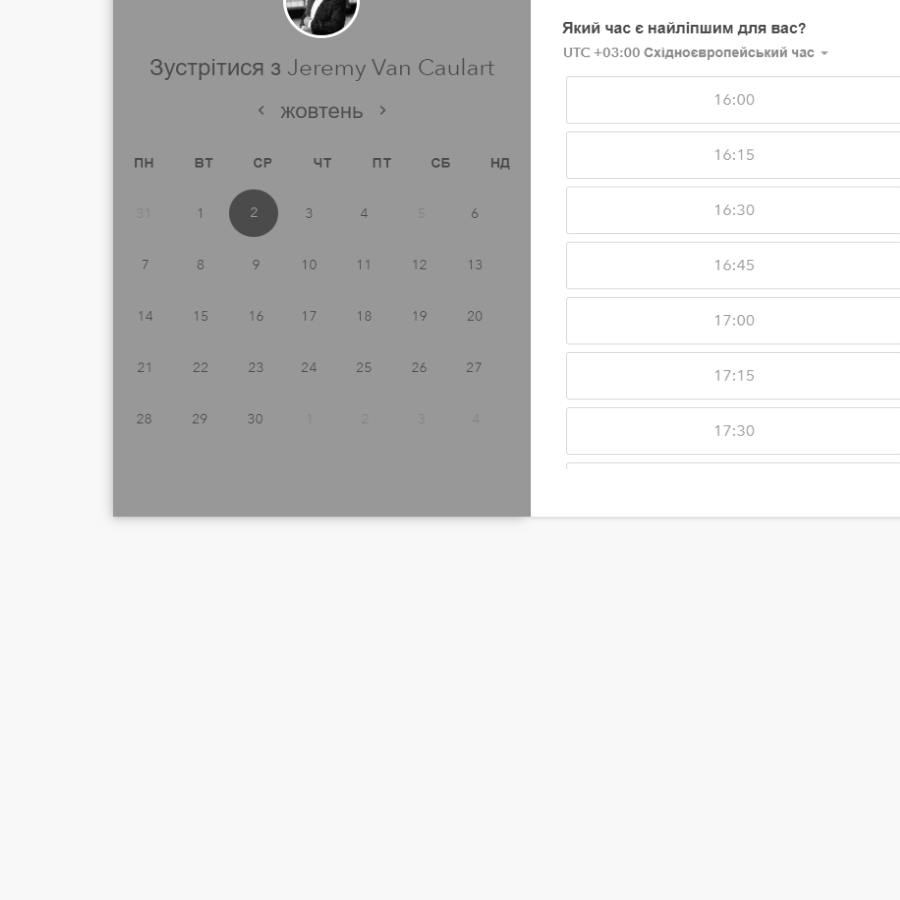 Зустрітися з Jeremy Van Caulart
жовтень
ПН ВТ СР ЧТ ПТ СБ НД
31 1 2 3 4 5 6
7 8 9 10 11 12 13
14 15 16 17 18 19 20
21 22 23 24 25 26 27
28 29 30 1 2 3 4
Який час є найліпшим для вас?
UTC +03:00 Східноєвропейський час
16:00
16:15
16:30
16:45
17:00
17:15
17:30